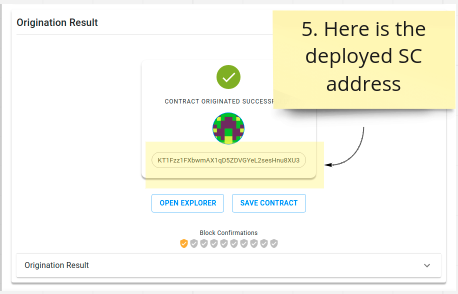 Origination Result
5. Here is the
deployed SC
address
CONTRACT ORIGINATED SUCCESSF
KT1Fzz1FXbwmAX1qD5ZDVGYeL2sesHnu8XU3
OPEN EXPLORER
SAVE CONTRACT
Block Confirmations
Origination Result